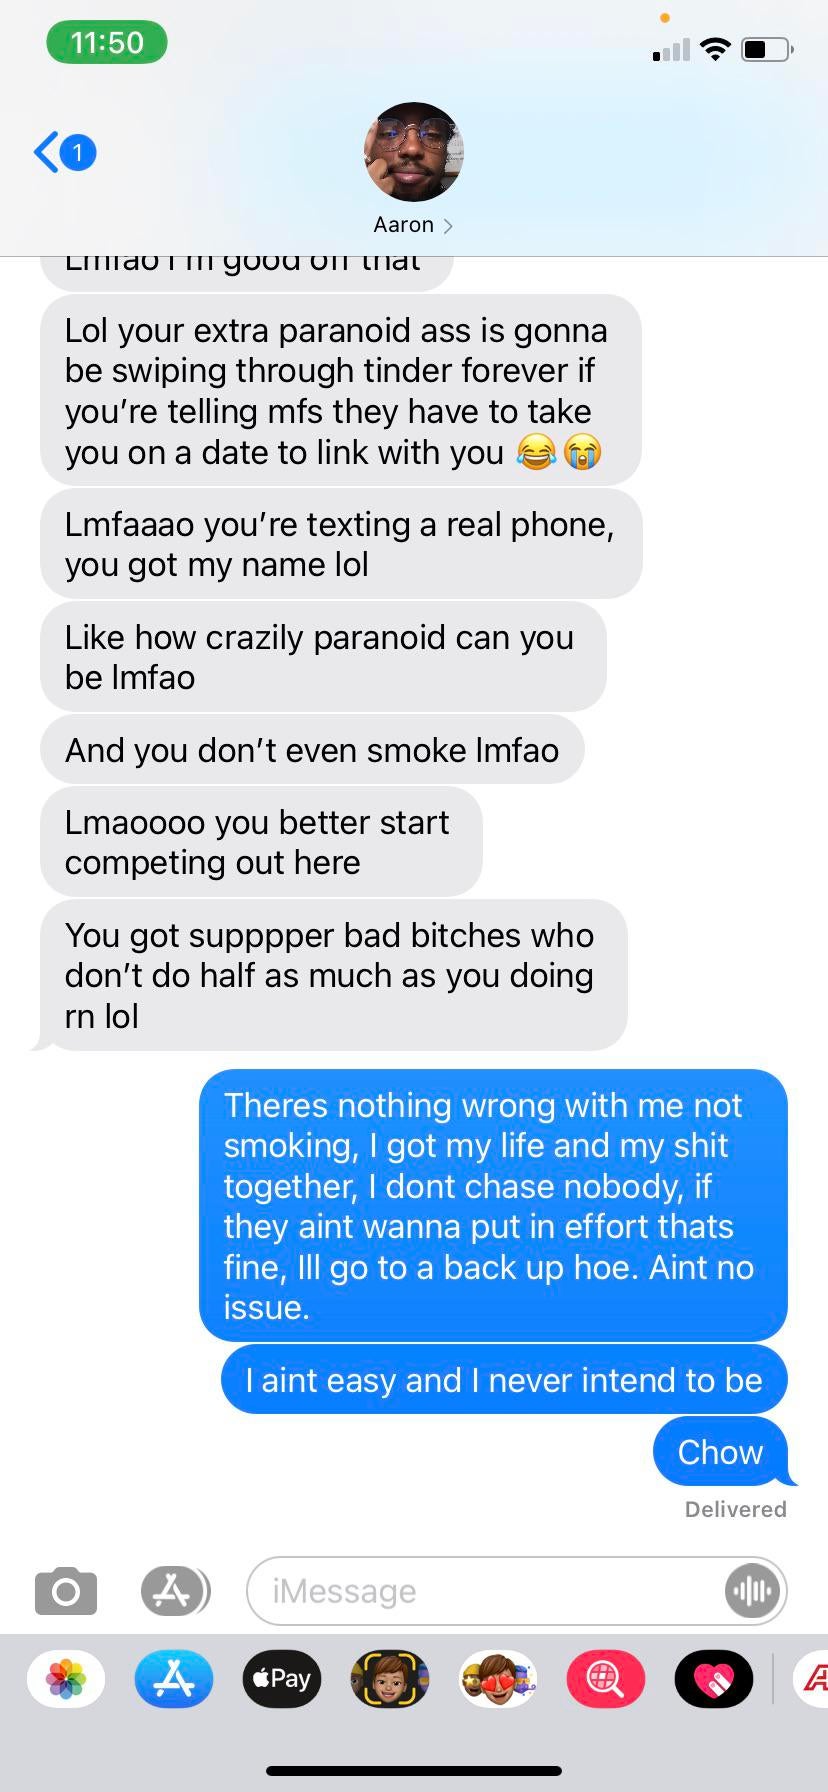 11:50
1
Aaron
Lmfao I'm good off that
Lol your extra paranoid ass is gonna
be swiping through tinder forever if
you're telling mfs they have to take
you on a date to link with you 😂😭
Lmfaaao you're texting a real phone,
you got my name lol
Like how crazily paranoid can you
be lmfao
And you don't even smoke lmfao
Lmaoooo you better start
competing out here
You got supppper bad bitches who
don't do half as much as you doing
rn lol
Theres nothing wrong with me not
smoking, I got my life and my shit
together, I dont chase nobody, if
they aint wanna put in effort thats
fine, Ill go to a back up hoe. Aint no
issue.
I aint easy and I never intend to be
Chow
Delivered
iMessage
Pay